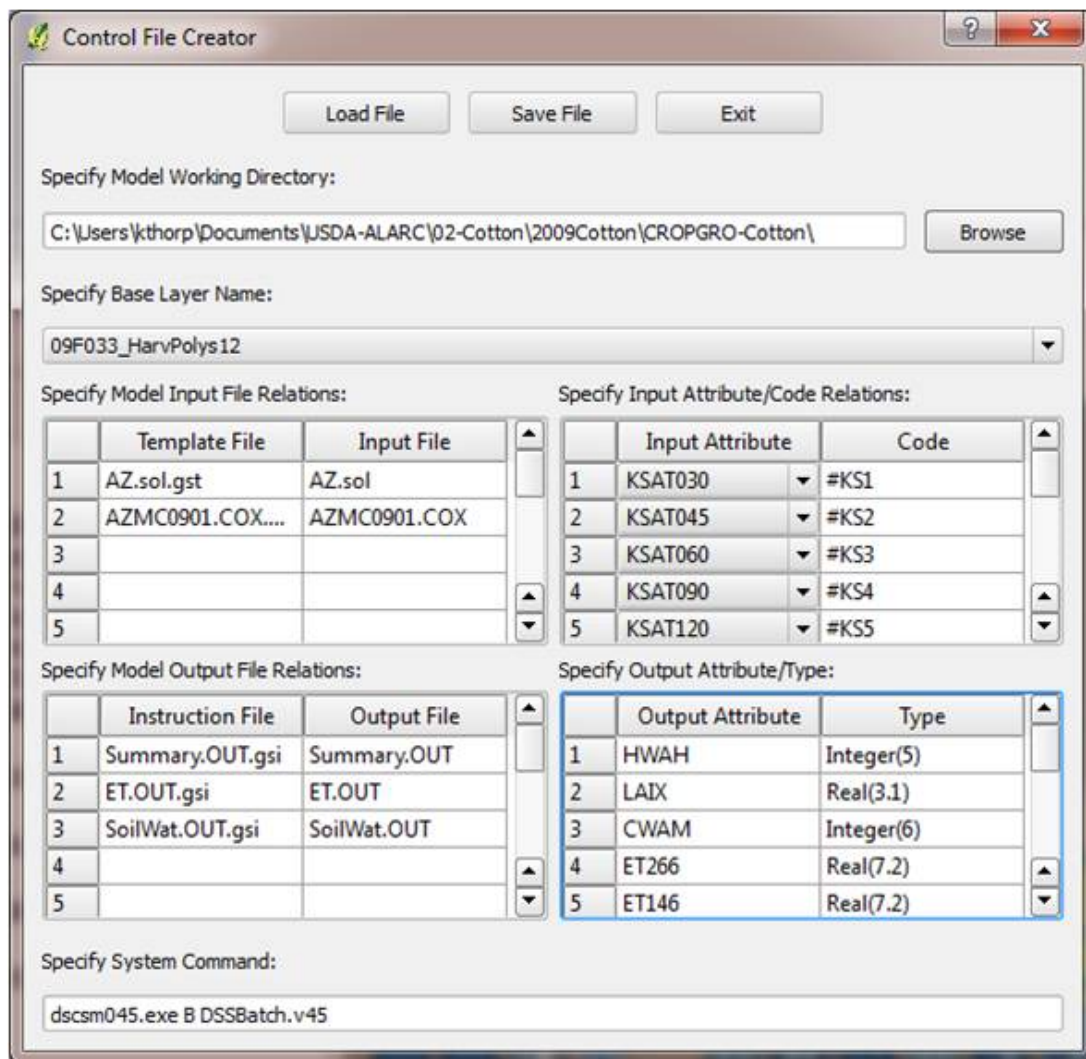 Control File Creator
?
Load File Save File Exit
Specify Model Working Directory:
C:\Users\kthorp\Documents\USDA-ALARC\02-Cotton\2009Cotton\CROPGRO-Cotton\ Browse
Specify Base Layer Name:
09F033_HarvPolys12
Specify Model Input File Relations:
Template File Input File
1 AZ.sol.gst AZ.sol
2 AZMC0901.COX.... AZMC0901.COX
3
4
5
Specify Input Attribute/Code Relations:
Input Attribute Code
1 KSAT030 #KS1
2 KSAT045 #KS2
3 KSAT060 #KS3
4 KSAT090 #KS4
5 KSAT120 #KS5
Specify Model Output File Relations:
Instruction File Output File
1 Summary.OUT.gsi Summary.OUT
2 ET.OUT.gsi ET.OUT
3 SoilWat.OUT.gsi SoilWat.OUT
4
5
Specify Output Attribute/Type:
Output Attribute Type
1 HWAH Integer(5)
2 LAIX Real(3.1)
3 CWAM Integer(6)
4 ET266 Real(7.2)
5 ET146 Real(7.2)
Specify System Command:
dscsm045.exe B DSSBatch.v45